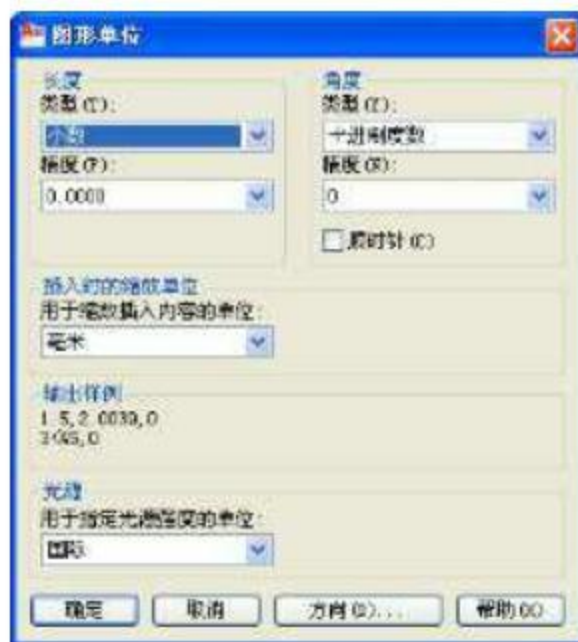 图形单位
长度
类型(T):
小数
精度(P):
0.0000
角度
类型(Y):
十进制度数
精度(N):
0
顺时针(C)
插入时的缩放单位
用于缩放插入内容的单位:
毫米
输出样例
1.5,2.0039,0
3<45,0
光源
用于指定光源强度的单位:
国际
确定
取消
方向(D)...
帮助(H)